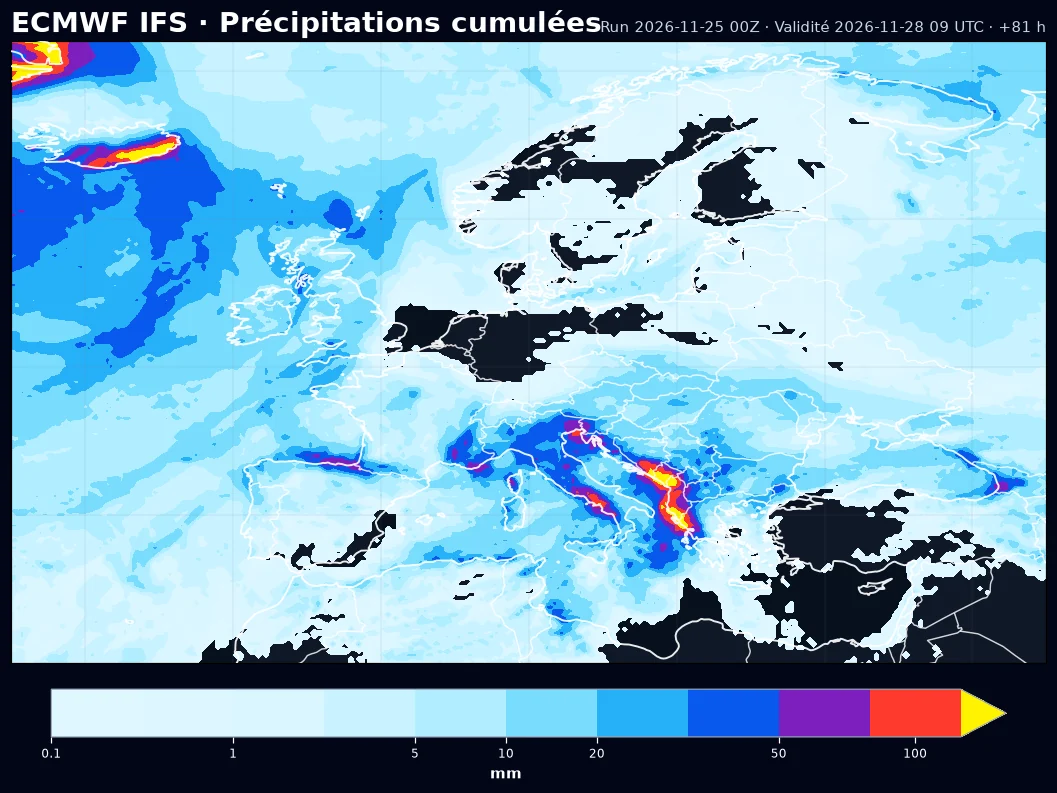 ECMWF IFS · Précipitations cumulées
Run 2026-11-25 00Z · Validité 2026-11-28 09 UTC · +81 h
0.1 1 5 10 20 50 100
mm